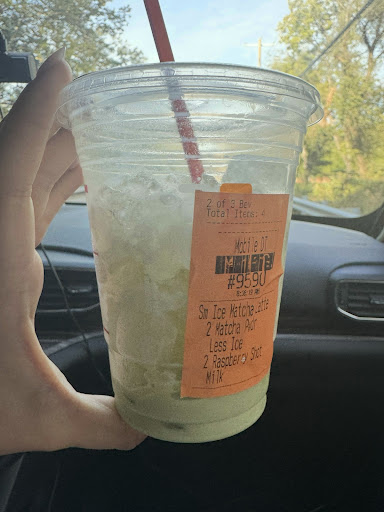 2 of 3 Bev
Total Items: 4
Mobile DT
#9590
Sm Ice Matcha Latte
2 Matcha Pwdr
Less Ice
2 Raspberry Shot
Milk